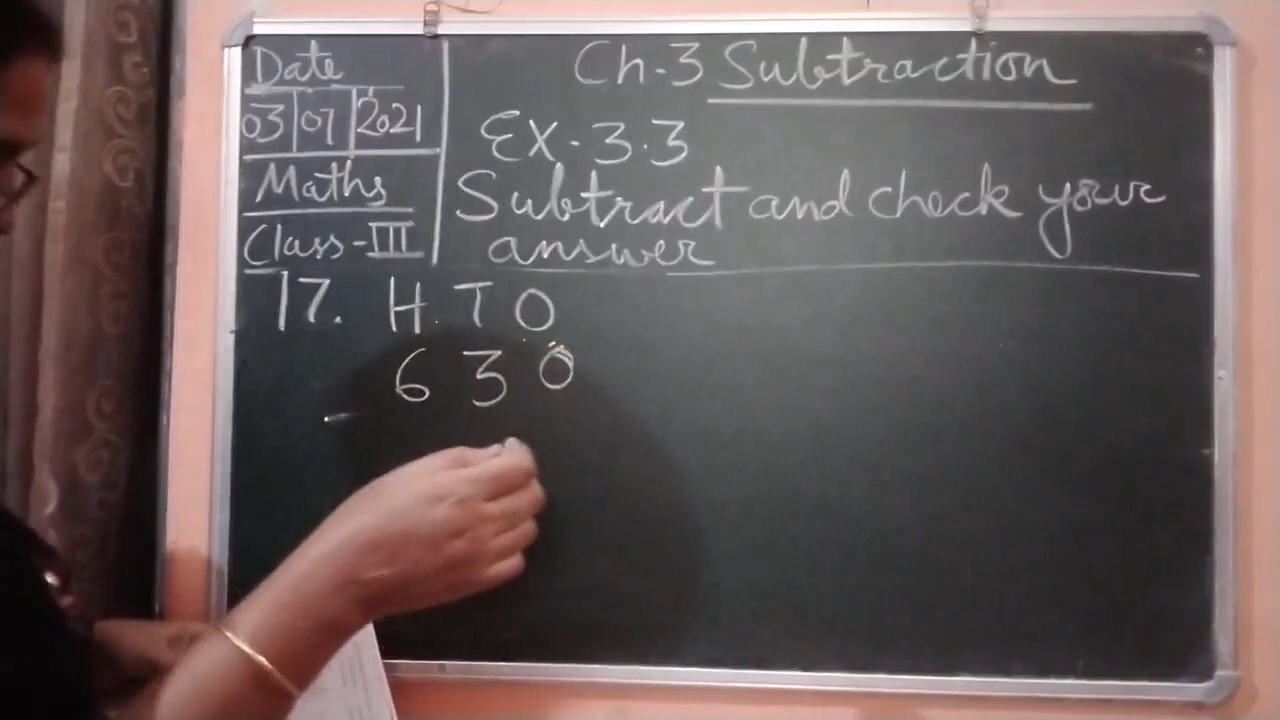 Date
03|07|2021
Maths
Class-III
Ch-3 Subtraction
EX-3.3
Subtract and check your
answer
17. H T O
6 3 0
-